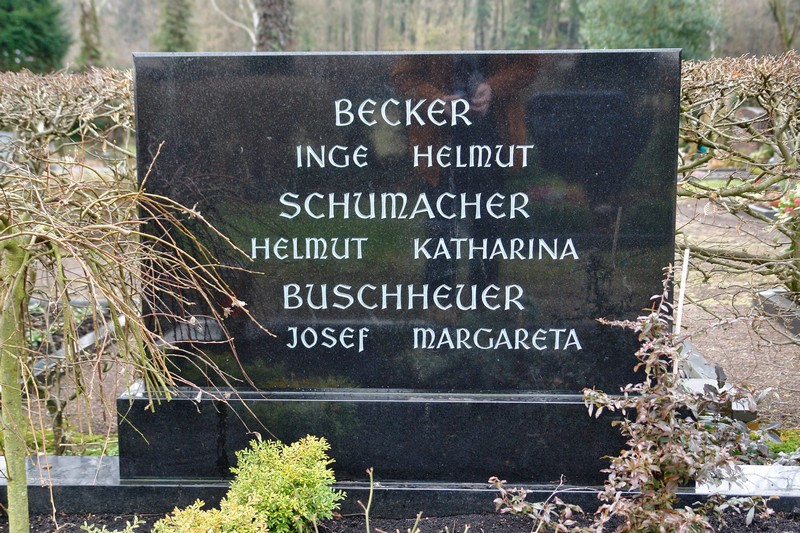 BECKER
INGE HELMUT
SCHUMACHER
HELMUT KATHARINA
BUSCHHEUER
JOSEF MARGARETA